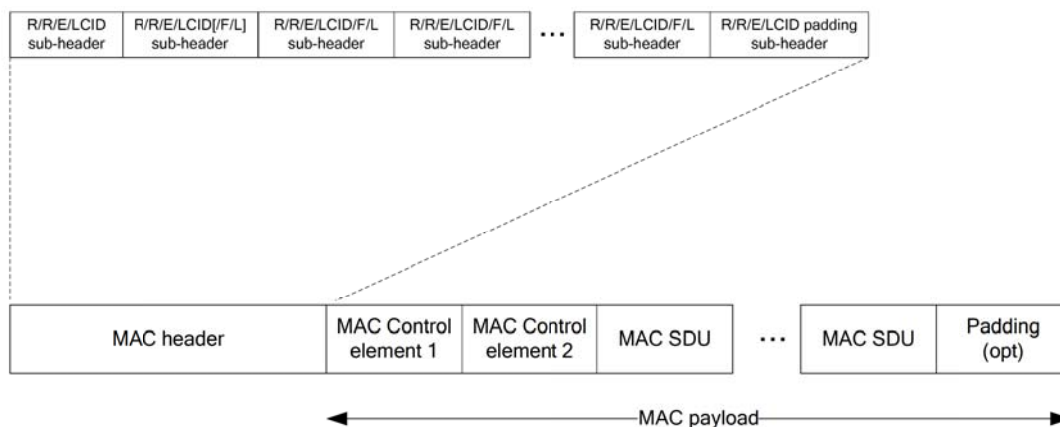 R/R/E/LCID R/R/E/LCID[/F/L] R/R/E/LCID/F/L R/R/E/LCID/F/L ... R/R/E/LCID/F/L R/R/E/LCID padding
sub-header sub-header sub-header sub-header sub-header sub-header
MAC header MAC Control MAC Control MAC SDU ... MAC SDU Padding
element 1 element 2 (opt)
MAC payload